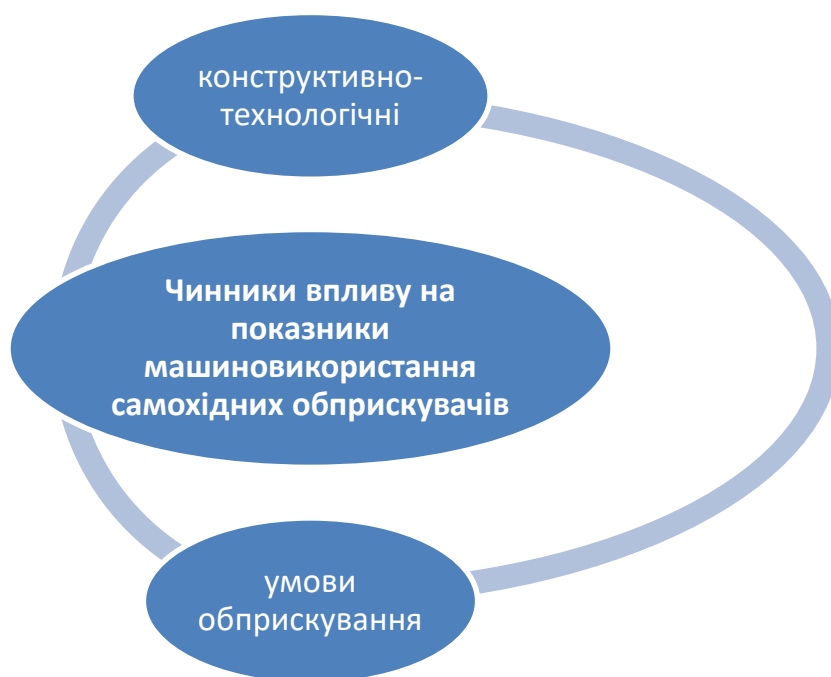 конструктивно-
технологічні
Чинники впливу на
показники
машиновикористання
самохідних обприскувачів
умови
обприскування